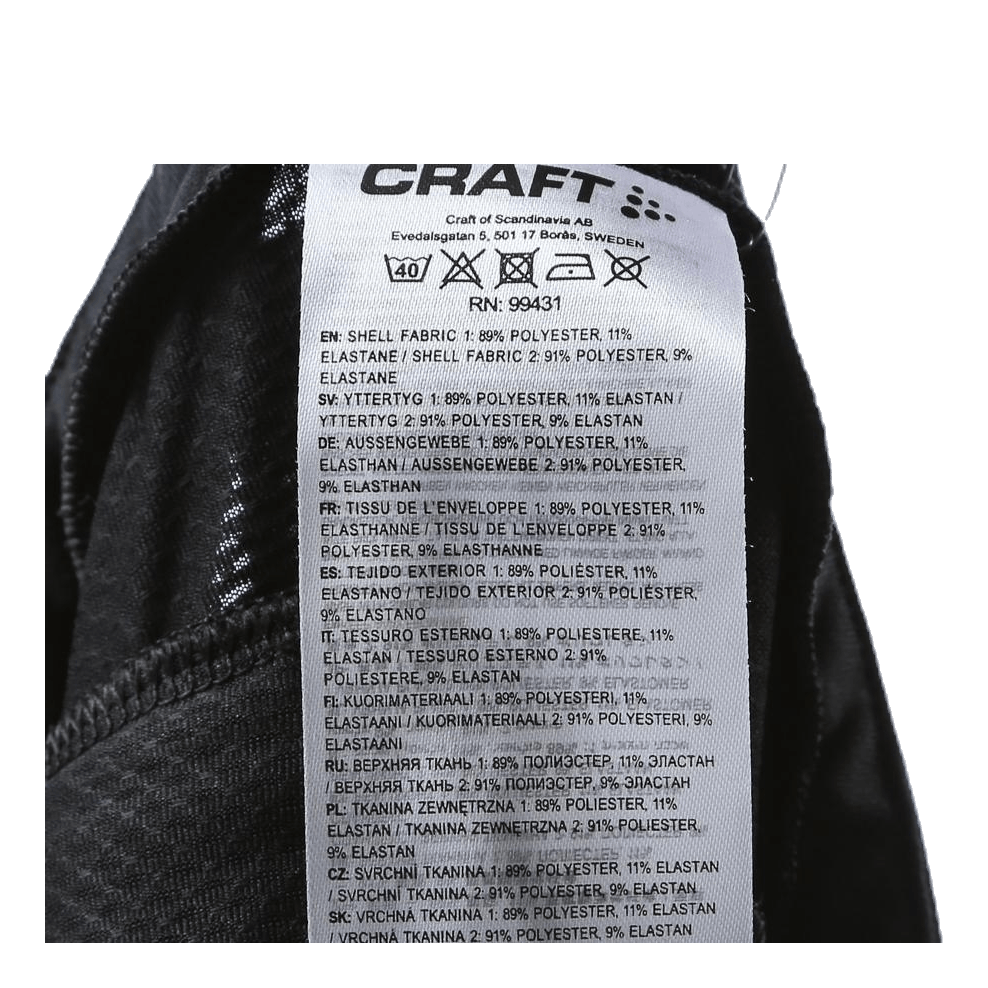 CRAFT
Craft of Scandinavia AB
Evedalsgatan 5, 501 17 Borås, SWEDEN
40
RN: 99431
EN: SHELL FABRIC 1: 89% POLYESTER, 11%
ELASTANE / SHELL FABRIC 2: 91% POLYESTER, 9%
ELASTANE
SV: YTTERTYG 1: 89% POLYESTER, 11% ELASTAN /
YTTERTYG 2: 91% POLYESTER, 9% ELASTAN
DE: AUSSENGEWEBE 1: 89% POLYESTER, 11%
ELASTHAN / AUSSENGEWEBE 2: 91% POLYESTER,
9% ELASTHAN
FR: TISSU DE L'ENVELOPPE 1: 89% POLYESTER, 11%
ELASTHANNE / TISSU DE L'ENVELOPPE 2: 91%
POLYESTER, 9% ELASTHANNE
ES: TEJIDO EXTERIOR 1: 89% POLIÉSTER, 11%
ELASTANO / TEJIDO EXTERIOR 2: 91% POLIÉSTER,
9% ELASTANO
IT: TESSURO ESTERNO 1: 89% POLIESTERE, 11%
ELASTAN / TESSURO ESTERNO 2: 91%
POLIESTERE, 9% ELASTAN
FI: KUORIMATERIAALI 1: 89% POLYESTERI, 11%
ELASTAANI / KUORIMATERIAALI 2: 91% POLYESTERI, 9%
ELASTAANI
RU: ВЕРХНЯЯ ТКАНЬ 1: 89% ПОЛИЭСТЕР, 11% ЭЛАСТАН
/ ВЕРХНЯЯ ТКАНЬ 2: 91% ПОЛИЭСТЕР, 9% ЭЛАСТАН
PL: TKANINA ZEWNĘTRZNA 1: 89% POLIESTER, 11%
ELASTAN / TKANINA ZEWNĘTRZNA 2: 91% POLIESTER,
9% ELASTAN
CZ: SVRCHNÍ TKANINA 1: 89% POLYESTER, 11% ELASTAN
/ SVRCHNÍ TKANINA 2: 91% POLYESTER, 9% ELASTAN
SK: VRCHNÁ TKANINA 1: 89% POLYESTER, 11% ELASTAN
/ VRCHNÁ TKANINA 2: 91% POLYESTER, 9% ELASTAN